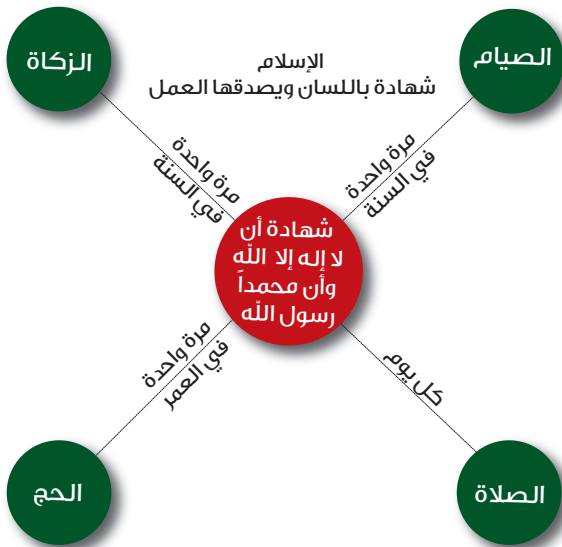 الإسلام
شهادة باللسان ويصدقها العمل
الصيام
الزكاة
مرة واحدة
في السنة
مرة واحدة
في السنة
شهادة أن
لا إله إلا الله
وأن محمداً
رسول الله
كل يوم
مرة واحدة
في العمر
الصلاة
الحج